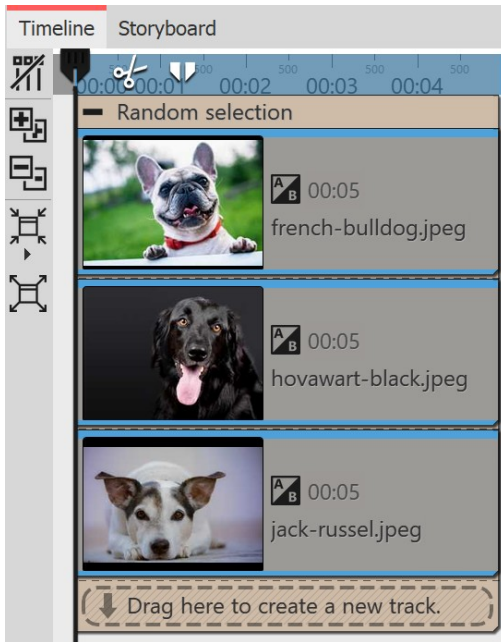 Timeline Storyboard
500 500 500 500 500
00:00 00:01 00:02 00:03 00:04
Random selection
A B 00:05
french-bulldog.jpeg
A B 00:05
hovawart-black.jpeg
A B 00:05
jack-russel.jpeg
Drag here to create a new track.